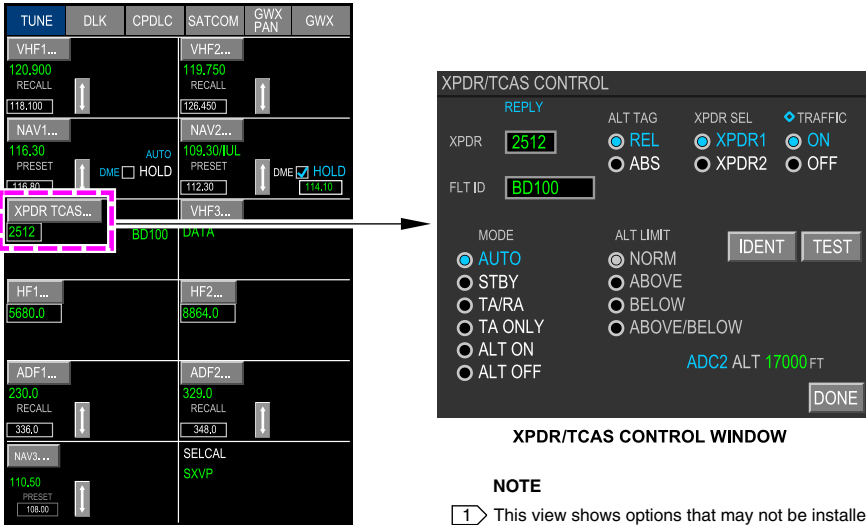 TUNE DLK CPDLC SATCOM GWX PAN GWX
VHF1... VHF2...
120.900 119.750
RECALL RECALL
118.100 126.450
NAV1... NAV2...
116.30 AUTO 109.30/IUL
PRESET DME HOLD PRESET DME HOLD
116.80 112.30 114.10
XPDR TCAS... VHF3...
2512 BD100 DATA
HF1... HF2...
5680.0 8864.0
ADF1... ADF2...
230.0 329.0
RECALL RECALL
336.0 348.0
NAV3... SELCAL
110.50 SXVP
PRESET
108.00
XPDR/TCAS CONTROL
REPLY
ALT TAG XPDR SEL TRAFFIC
XPDR 2512 REL XPDR1 ON
ABS XPDR2 OFF
FLT ID BD100
MODE ALT LIMIT
AUTO NORM IDENT TEST
STBY ABOVE
TA/RA BELOW
TA ONLY ABOVE/BELOW
ALT ON
ALT OFF ADC2 ALT 17000 FT
DONE
XPDR/TCAS CONTROL WINDOW
NOTE
1 This view shows options that may not be installe